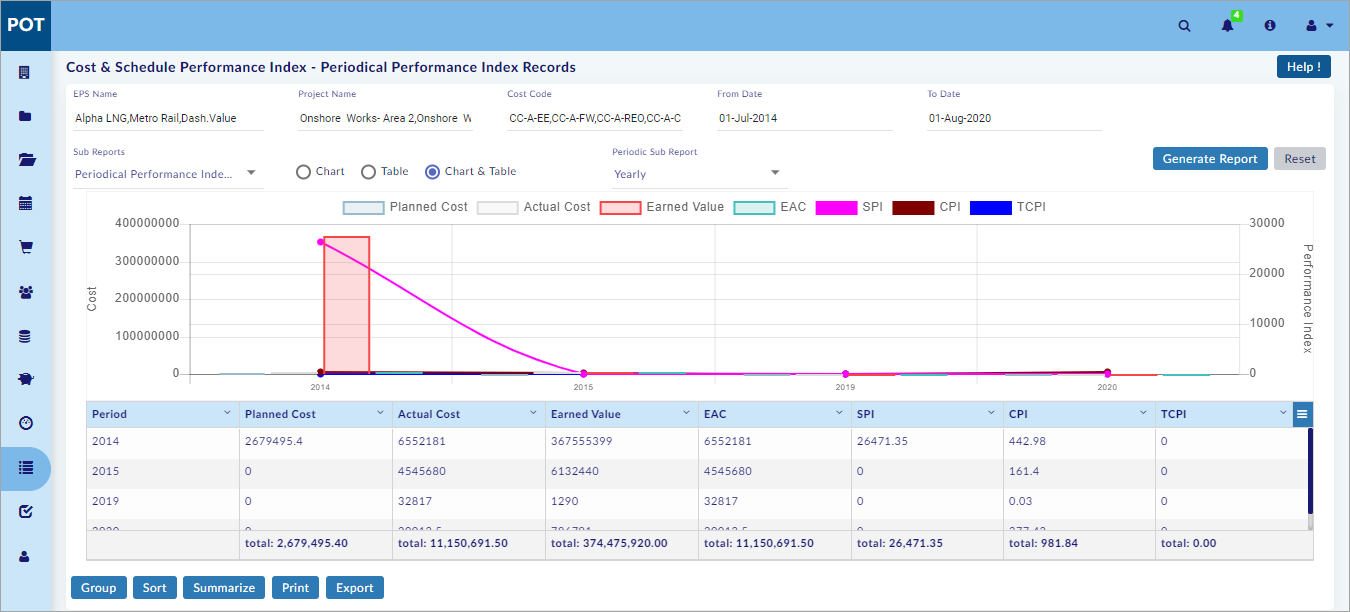 POT
4
Cost & Schedule Performance Index - Periodical Performance Index Records
Help !
EPS Name Project Name Cost Code From Date To Date
Alpha LNG,Metro Rail,Dash.Value Onshore Works- Area 2,Onshore W CC-A-EE,CC-A-FW,CC-A-REO,CC-A-C 01-Jul-2014 01-Aug-2020
Sub Reports Periodic Sub Report
Periodical Performance Inde... Chart Table Chart & Table Yearly Generate Report Reset
Planned Cost Actual Cost Earned Value EAC SPI CPI TCPI
400000000 30000
300000000
20000
200000000
10000
100000000
0 0
Cost
Performance Index
2014 2015 2019 2020
Period Planned Cost Actual Cost Earned Value EAC SPI CPI TCPI
2014 2679495.4 6552181 367555399 6552181 26471.35 442.98 0
2015 0 4545680 6132440 4545680 0 161.4 0
2019 0 32817 1290 32817 0 0.03 0
2020 0 0 0
total: 2,679,495.40 total: 11,150,691.50 total: 374,475,920.00 total: 11,150,691.50 total: 26,471.35 total: 981.84 total: 0.00
Group Sort Summarize Print Export